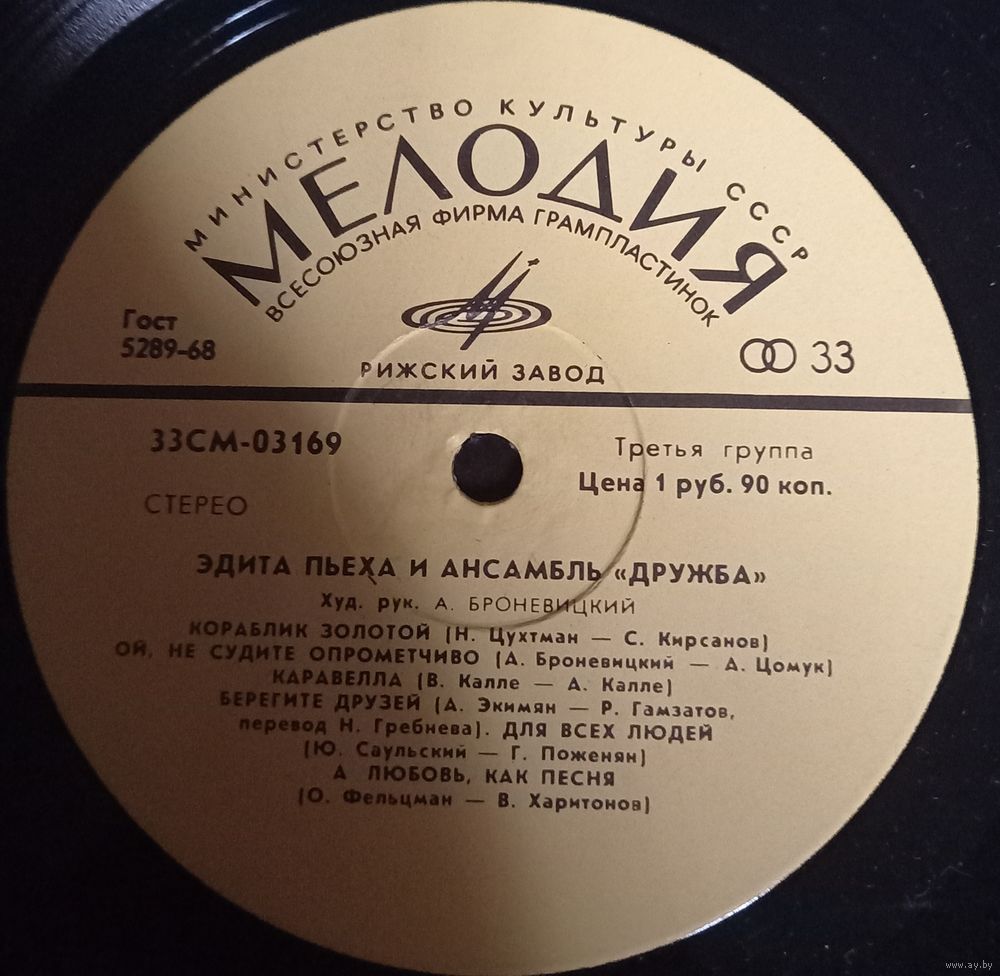 МИНИСТЕРСТВО КУЛЬТУРЫ СССР
МЕЛОДИЯ
ВСЕСОЮЗНАЯ ФИРМА ГРАМПЛАСТИНОК
Гост
5289-68
33
РИЖСКИЙ ЗАВОД
33СМ-03169
Третья группа
Цена 1 руб. 90 коп.
СТЕРЕО
ЭДИТА ПЬЕХА И АНСАМБЛЬ «ДРУЖБА»
Худ. рук. А. БРОНЕВИЦКИЙ
КОРАБЛИК ЗОЛОТОЙ (Н. Цухтман — С. Кирсанов)
ОЙ, НЕ СУДИТЕ ОПРОМЕТЧИВО (А. Броневицкий — А. Цомук)
КАРАВЕЛЛА (В. Калле — А. Калле)
БЕРЕГИТЕ ДРУЗЕЙ (А. Экимян — Р. Гамзатов,
перевод Н. Гребнева). ДЛЯ ВСЕХ ЛЮДЕЙ
(Ю. Саульский — Г. Поженян)
А ЛЮБОВЬ, КАК ПЕСНЯ
(О. Фельцман — В. Харитонов)
www.ay.by